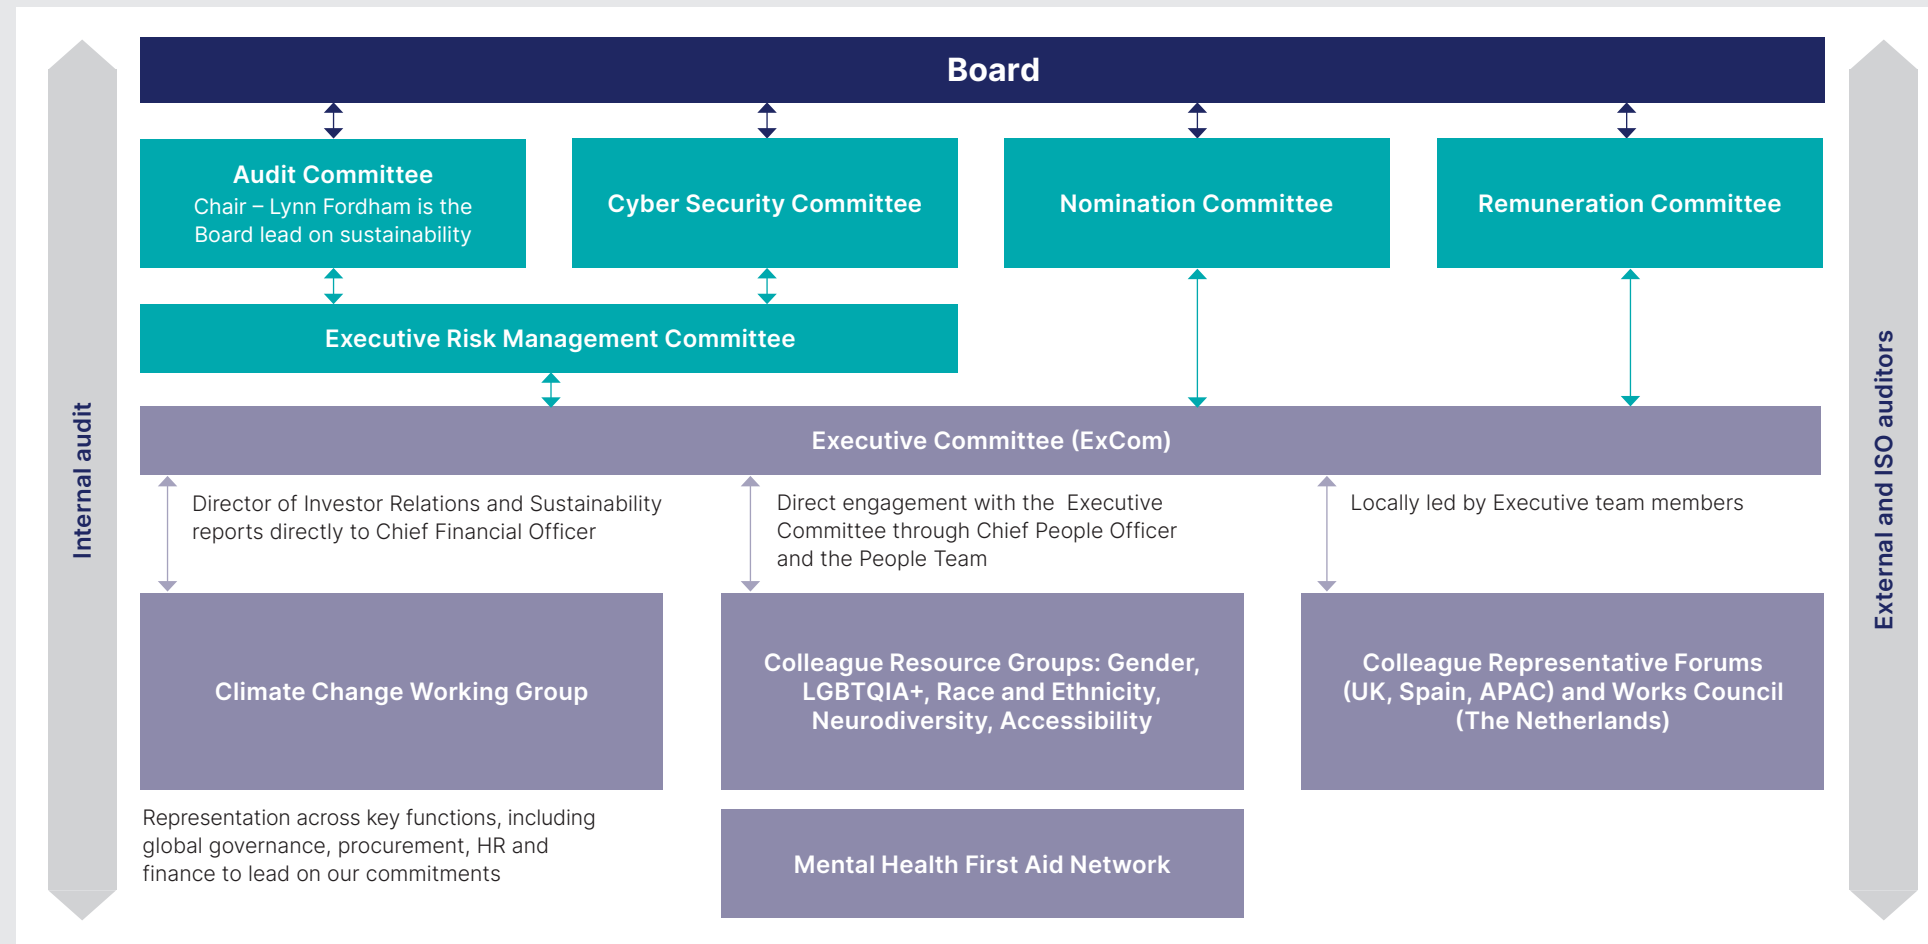 Board
Audit Committee
Chair – Lynn Fordham is the
Board lead on sustainability
Cyber Security Committee
Nomination Committee
Remuneration Committee
Executive Risk Management Committee
Executive Committee (ExCom)
Director of Investor Relations and Sustainability
reports directly to Chief Financial Officer
Direct engagement with the Executive
Committee through Chief People Officer
and the People Team
Locally led by Executive team members
Climate Change Working Group
Colleague Resource Groups: Gender,
LGBTQIA+, Race and Ethnicity,
Neurodiversity, Accessibility
Colleague Representative Forums
(UK, Spain, APAC) and Works Council
(The Netherlands)
Representation across key functions, including
global governance, procurement, HR and
finance to lead on our commitments
Mental Health First Aid Network
Internal audit
External and ISO auditors